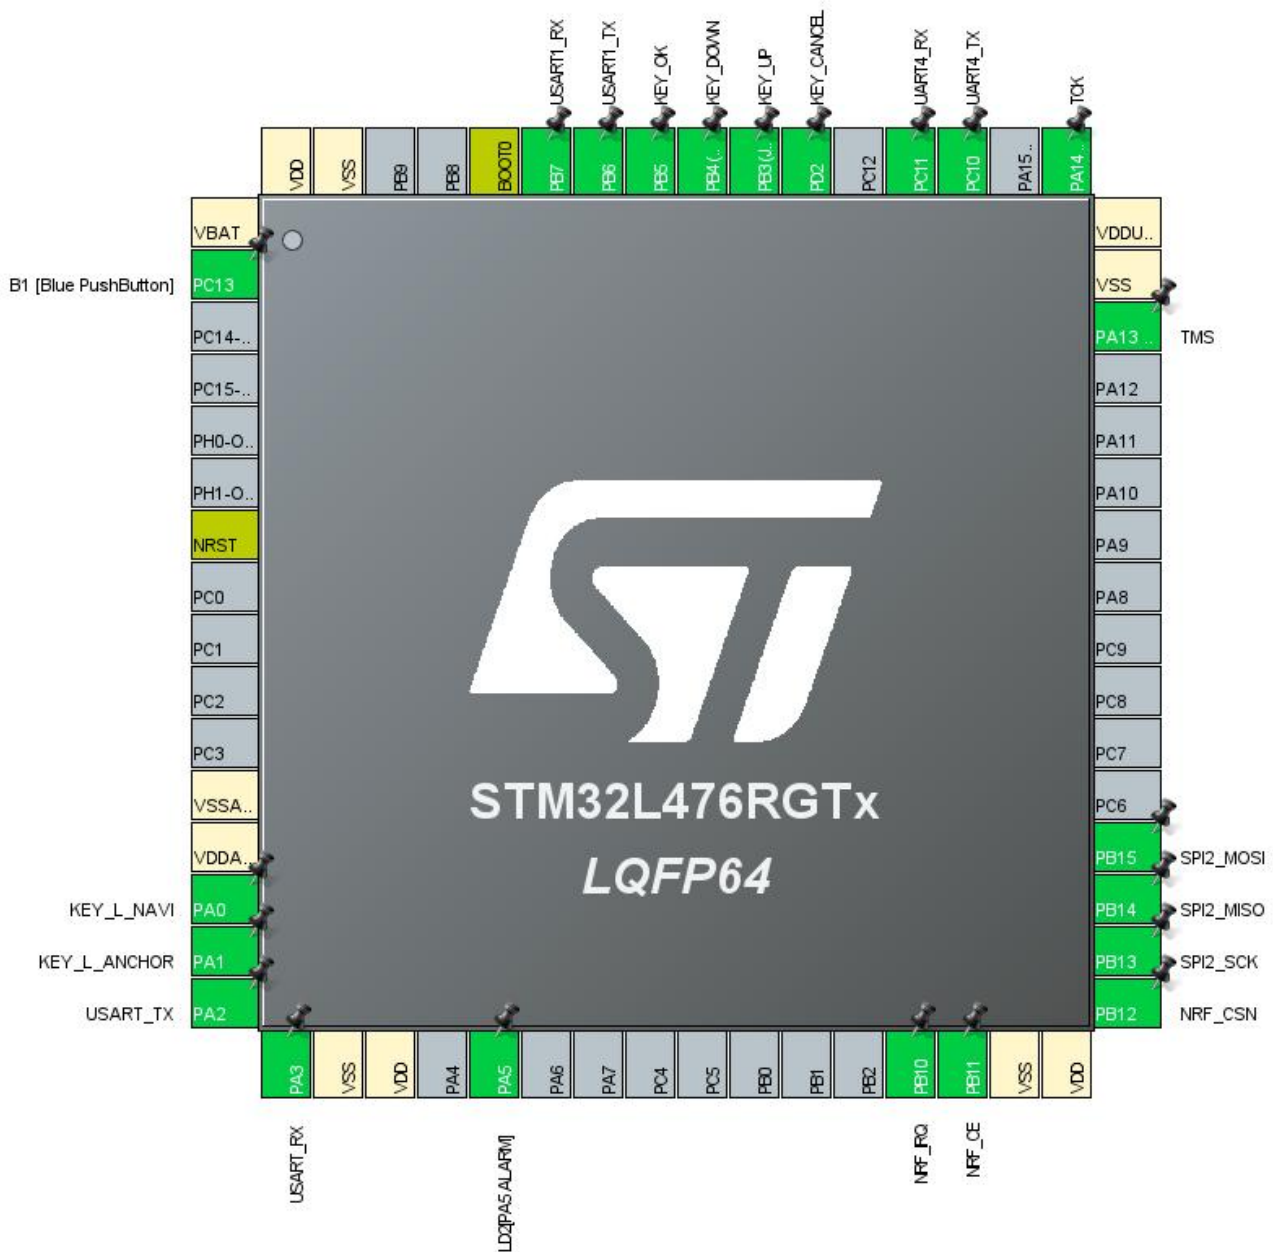 USART1_RX
USART1_TX
KEY_OK
KEY_DOWN
KEY_UP
KEY_CANCEL
UART4_RX
UART4_TX
TCK
VDD
VSS
PB9
PB8
BOOT0
PB7
PB6
PB5
PB4 (..
PB3 (J..
PD2
PC12
PC11
PC10
PA15..
PA14..
VBAT
B1 [Blue PushButton] PC13
PC14-..
PC15-..
PH0-O..
PH1-O..
NRST
PC0
PC1
PC2
PC3
VSSA..
VDDA..
KEY_L_NAVI PA0
KEY_L_ANCHOR PA1
USART_TX PA2
VDDU..
VSS
PA13 .. TMS
PA12
PA11
PA10
PA9
PA8
PC9
PC8
PC7
PC6
PB15 SPI2_MOSI
PB14 SPI2_MISO
PB13 SPI2_SCK
PB12 NRF_CSN
ST
STM32L476RGTx
LQFP64
PA3
VSS
VDD
PA4
PA5
PA6
PA7
PC4
PC5
PB0
PB1
PB2
PB10
PB11
VSS
VDD
USART_RX
LD2[PA5 ALARM]
NRF_IRQ
NRF_CE